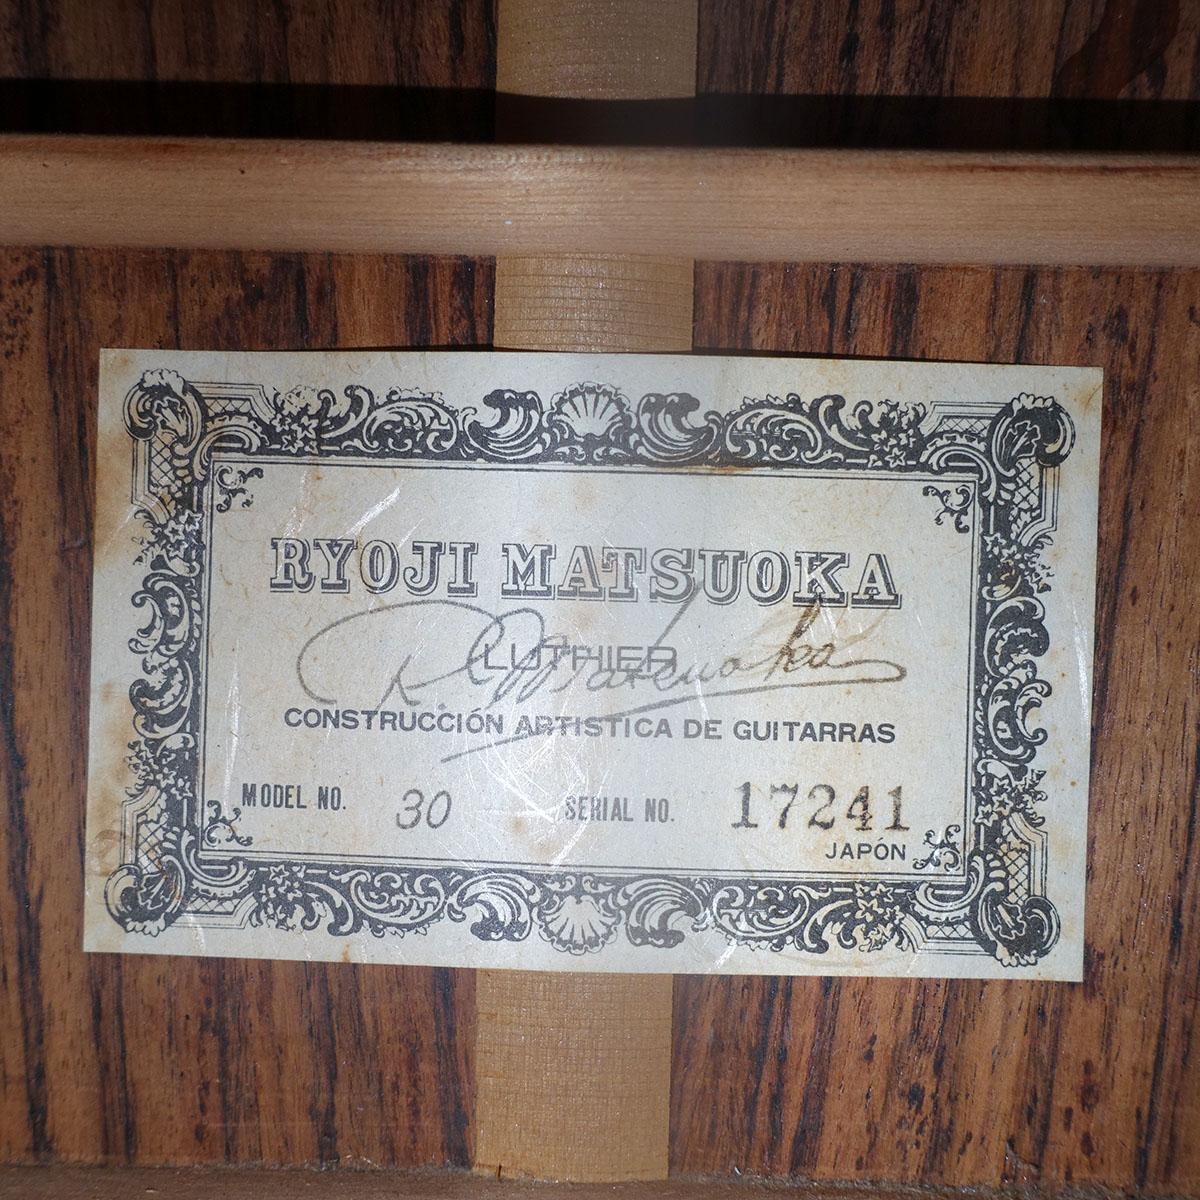 RYOJI MATSUOKA
LUTHIER
R. Matsuoka
CONSTRUCCIÓN ARTISTICA DE GUITARRAS
MODEL NO. 30 SERIAL NO. 17241
JAPÓN